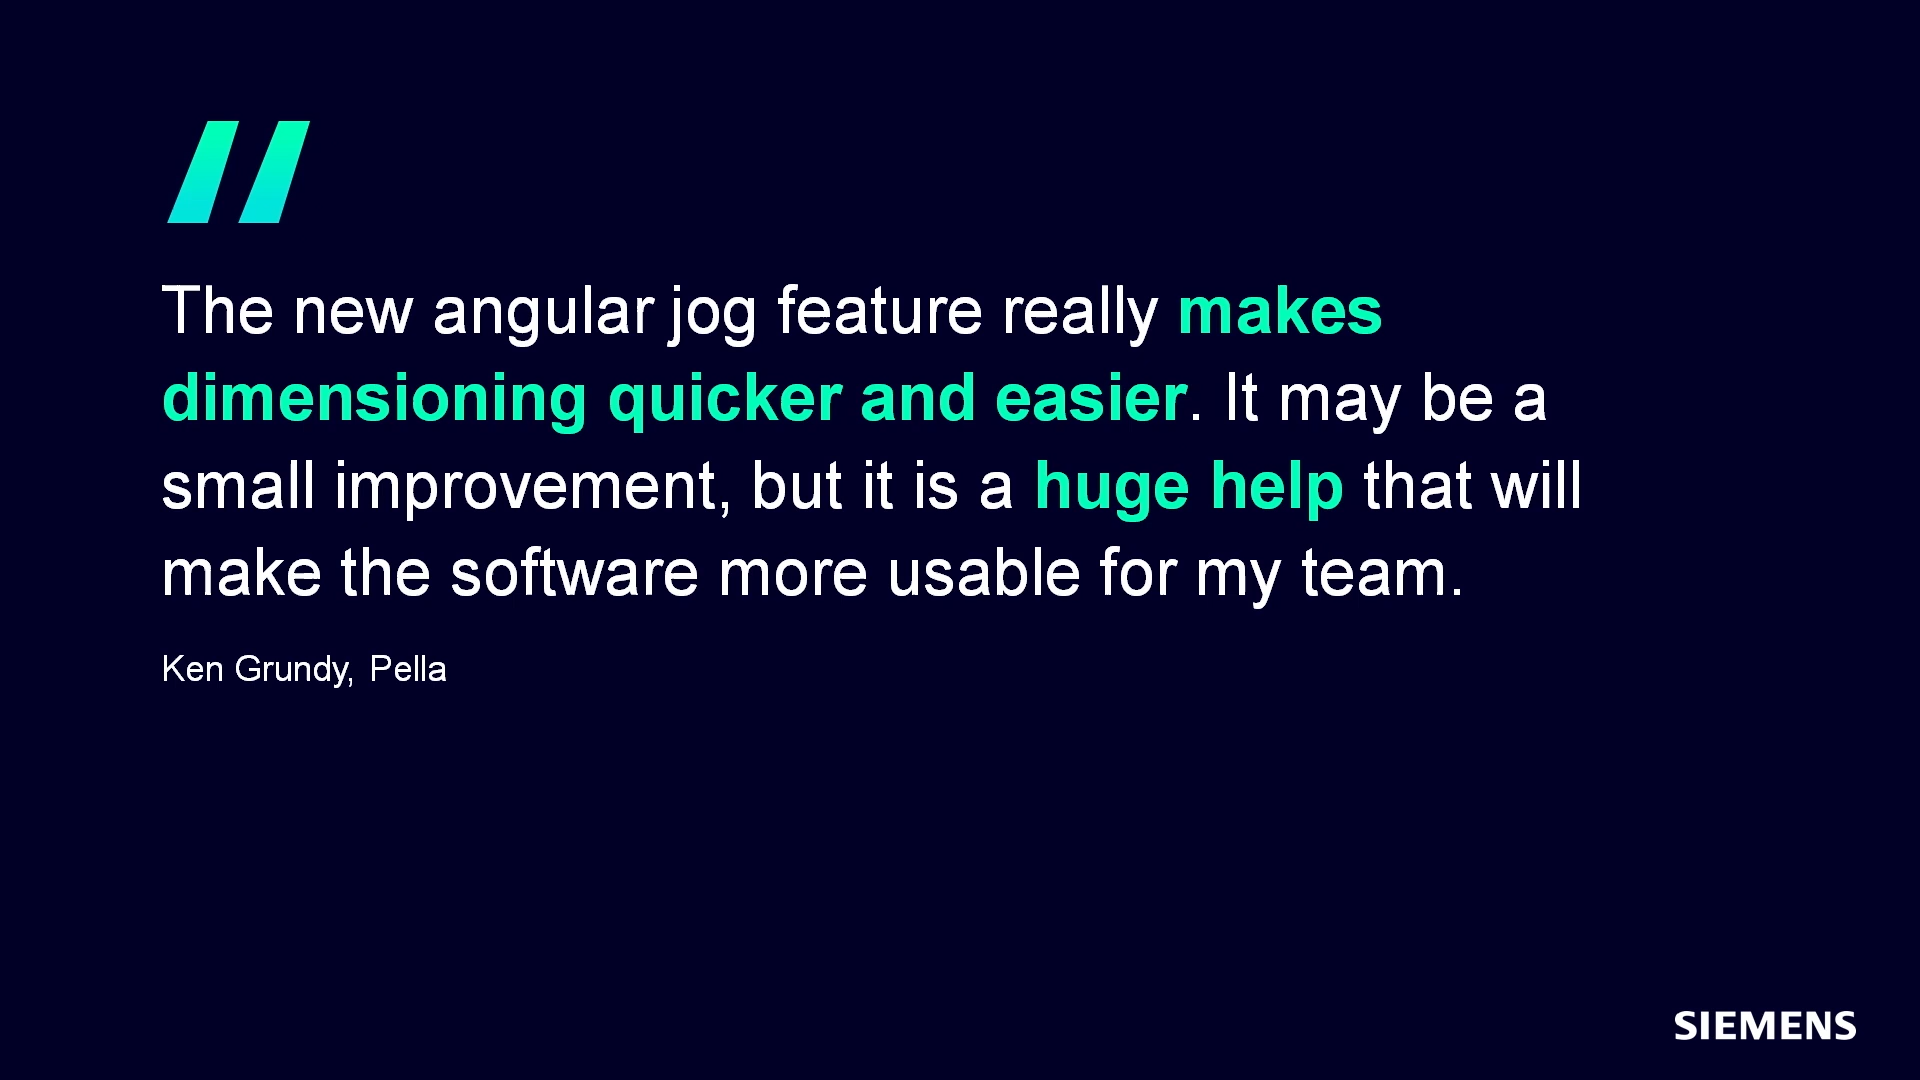 The new angular jog feature really makes
dimensioning quicker and easier. It may be a
small improvement, but it is a huge help that will
make the software more usable for my team.
Ken Grundy, Pella
SIEMENS